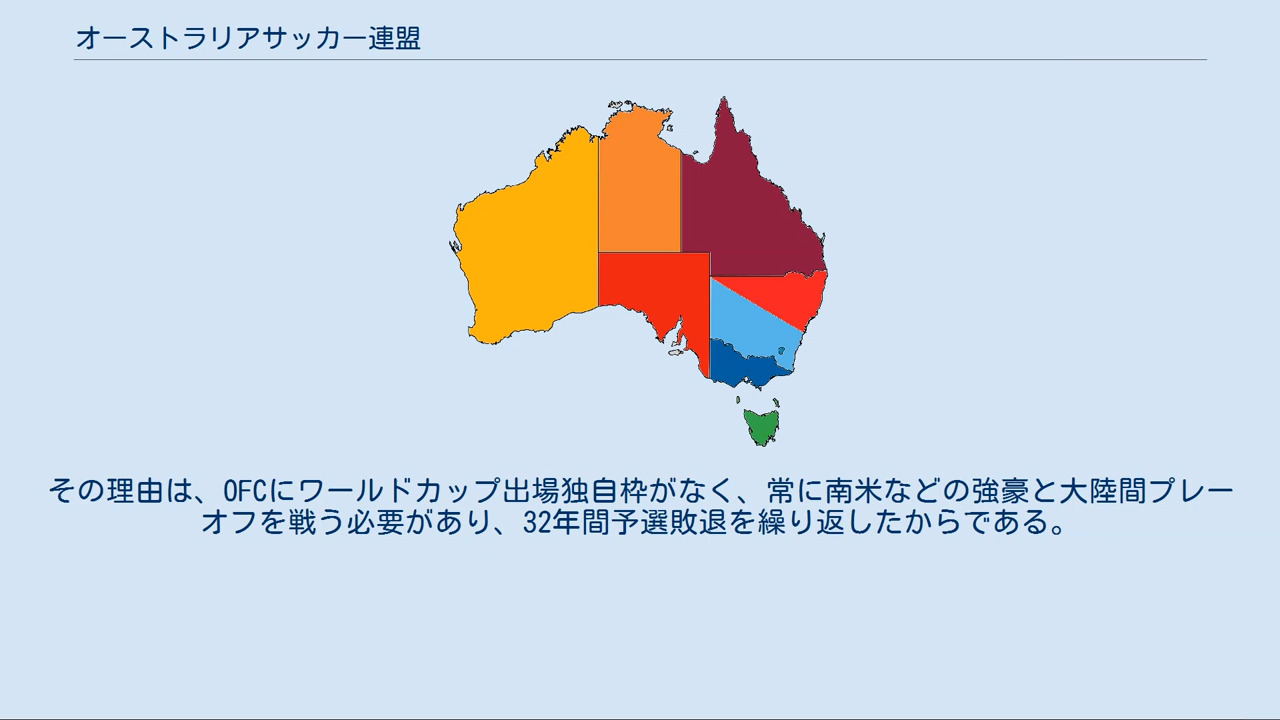 オーストラリアサッカー連盟
その理由は、OFCにワールドカップ出場独自枠がなく、常に南米などの強豪と大陸間プレー
オフを戦う必要があり、32年間予選敗退を繰り返したからである。